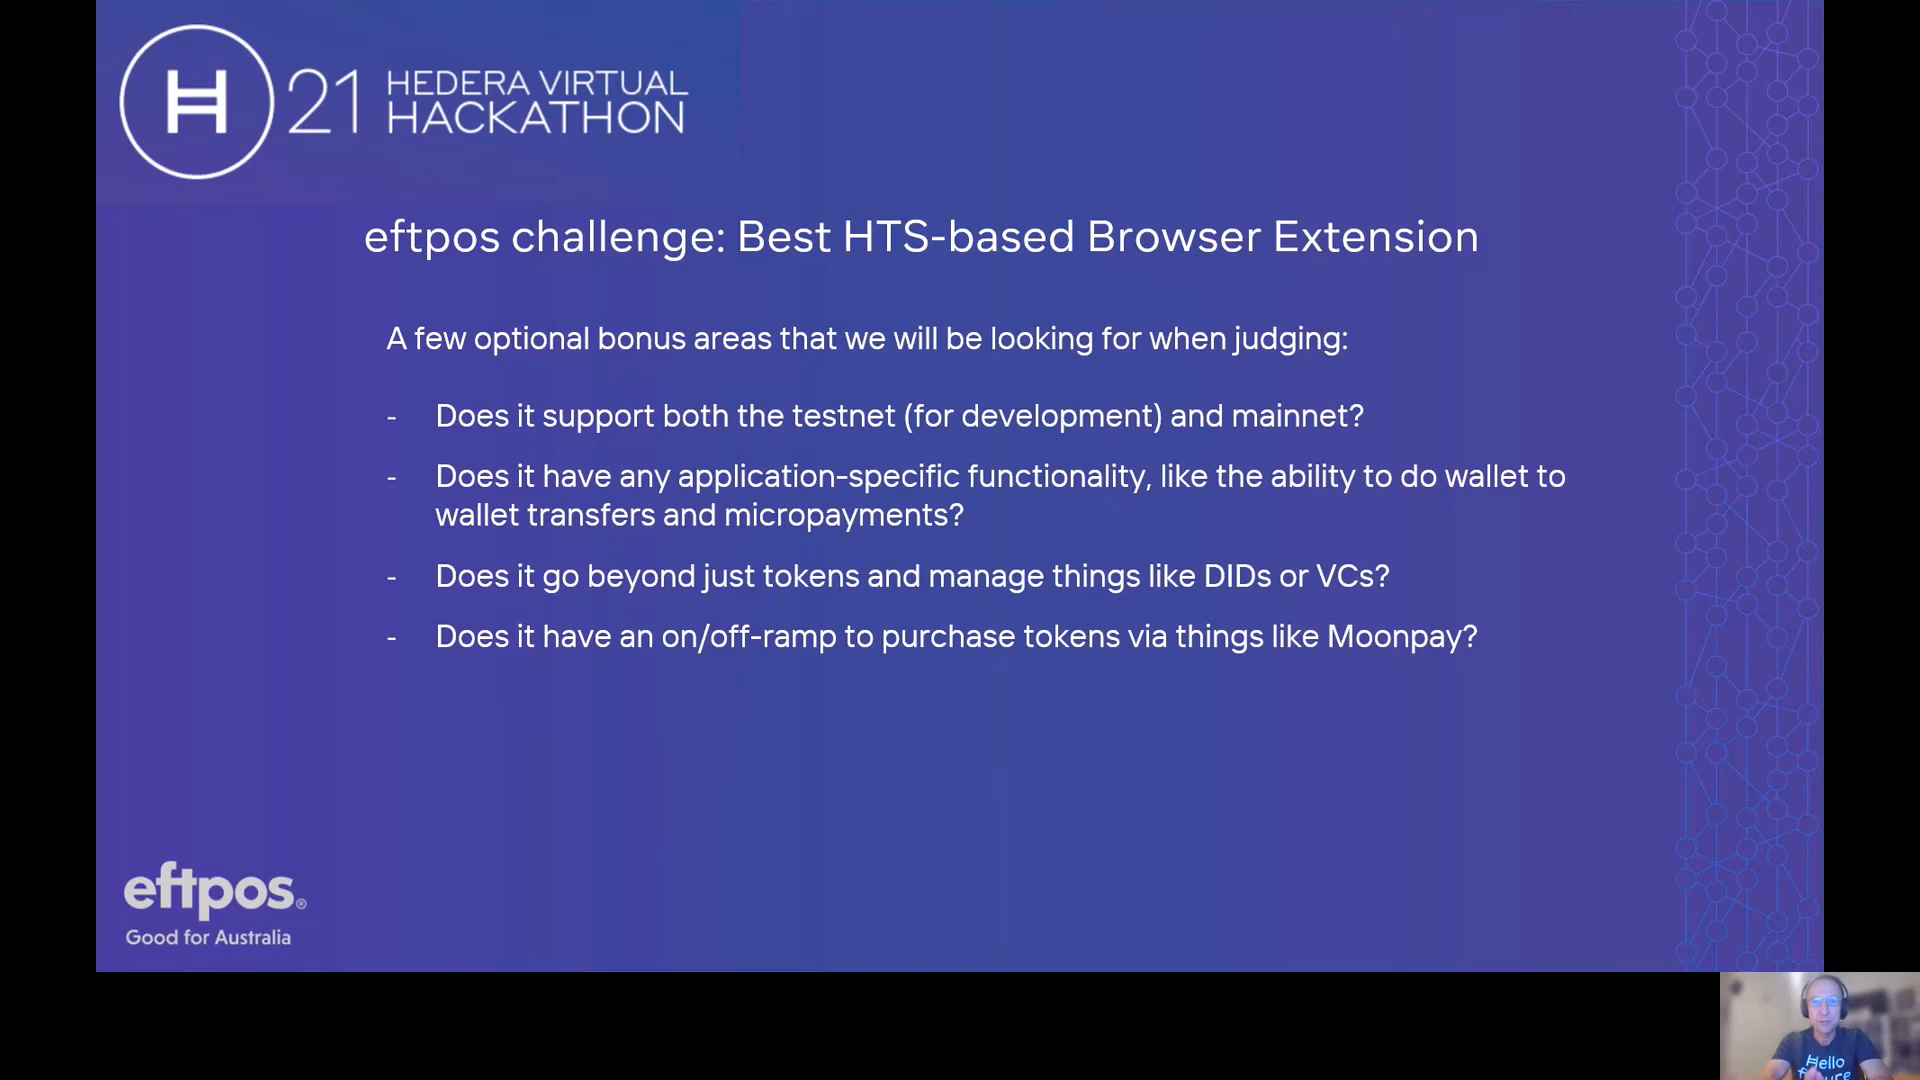 H 21 HEDERA VIRTUAL
HACKATHON
eftpos challenge: Best HTS-based Browser Extension
A few optional bonus areas that we will be looking for when judging:
- Does it support both the testnet (for development) and mainnet?
- Does it have any application-specific functionality, like the ability to do wallet to
wallet transfers and micropayments?
- Does it go beyond just tokens and manage things like DIDs or VCs?
- Does it have an on/off-ramp to purchase tokens via things like Moonpay?
eftpos®
Good for Australia
Hello